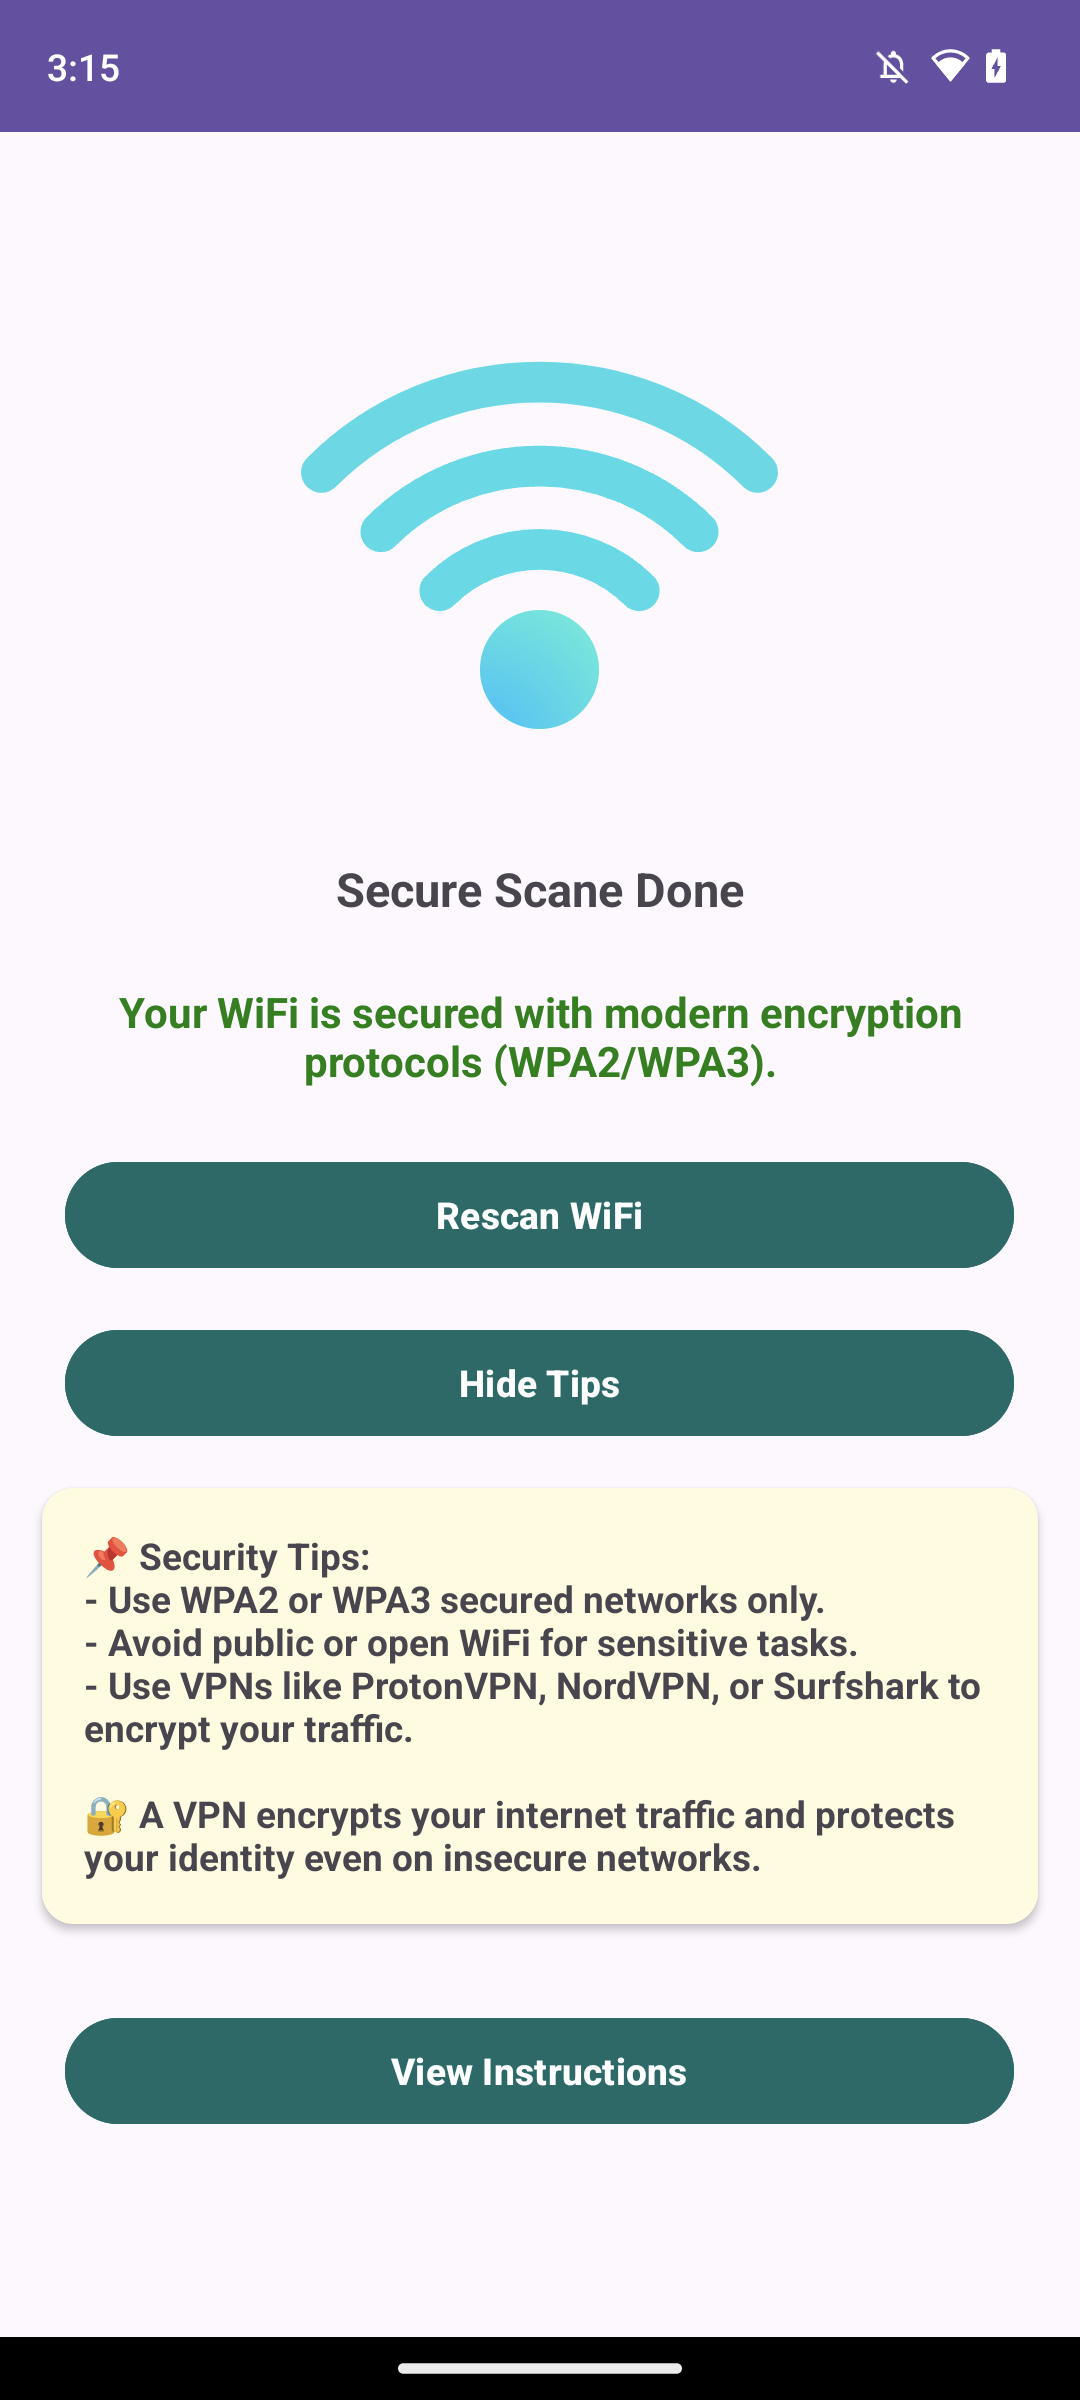 3:15
Secure Scane Done
Your WiFi is secured with modern encryption
protocols (WPA2/WPA3).
Rescan WiFi
Hide Tips
📌 Security Tips:
- Use WPA2 or WPA3 secured networks only.
- Avoid public or open WiFi for sensitive tasks.
- Use VPNs like ProtonVPN, NordVPN, or Surfshark to
encrypt your traffic.
🔐 A VPN encrypts your internet traffic and protects
your identity even on insecure networks.
View Instructions